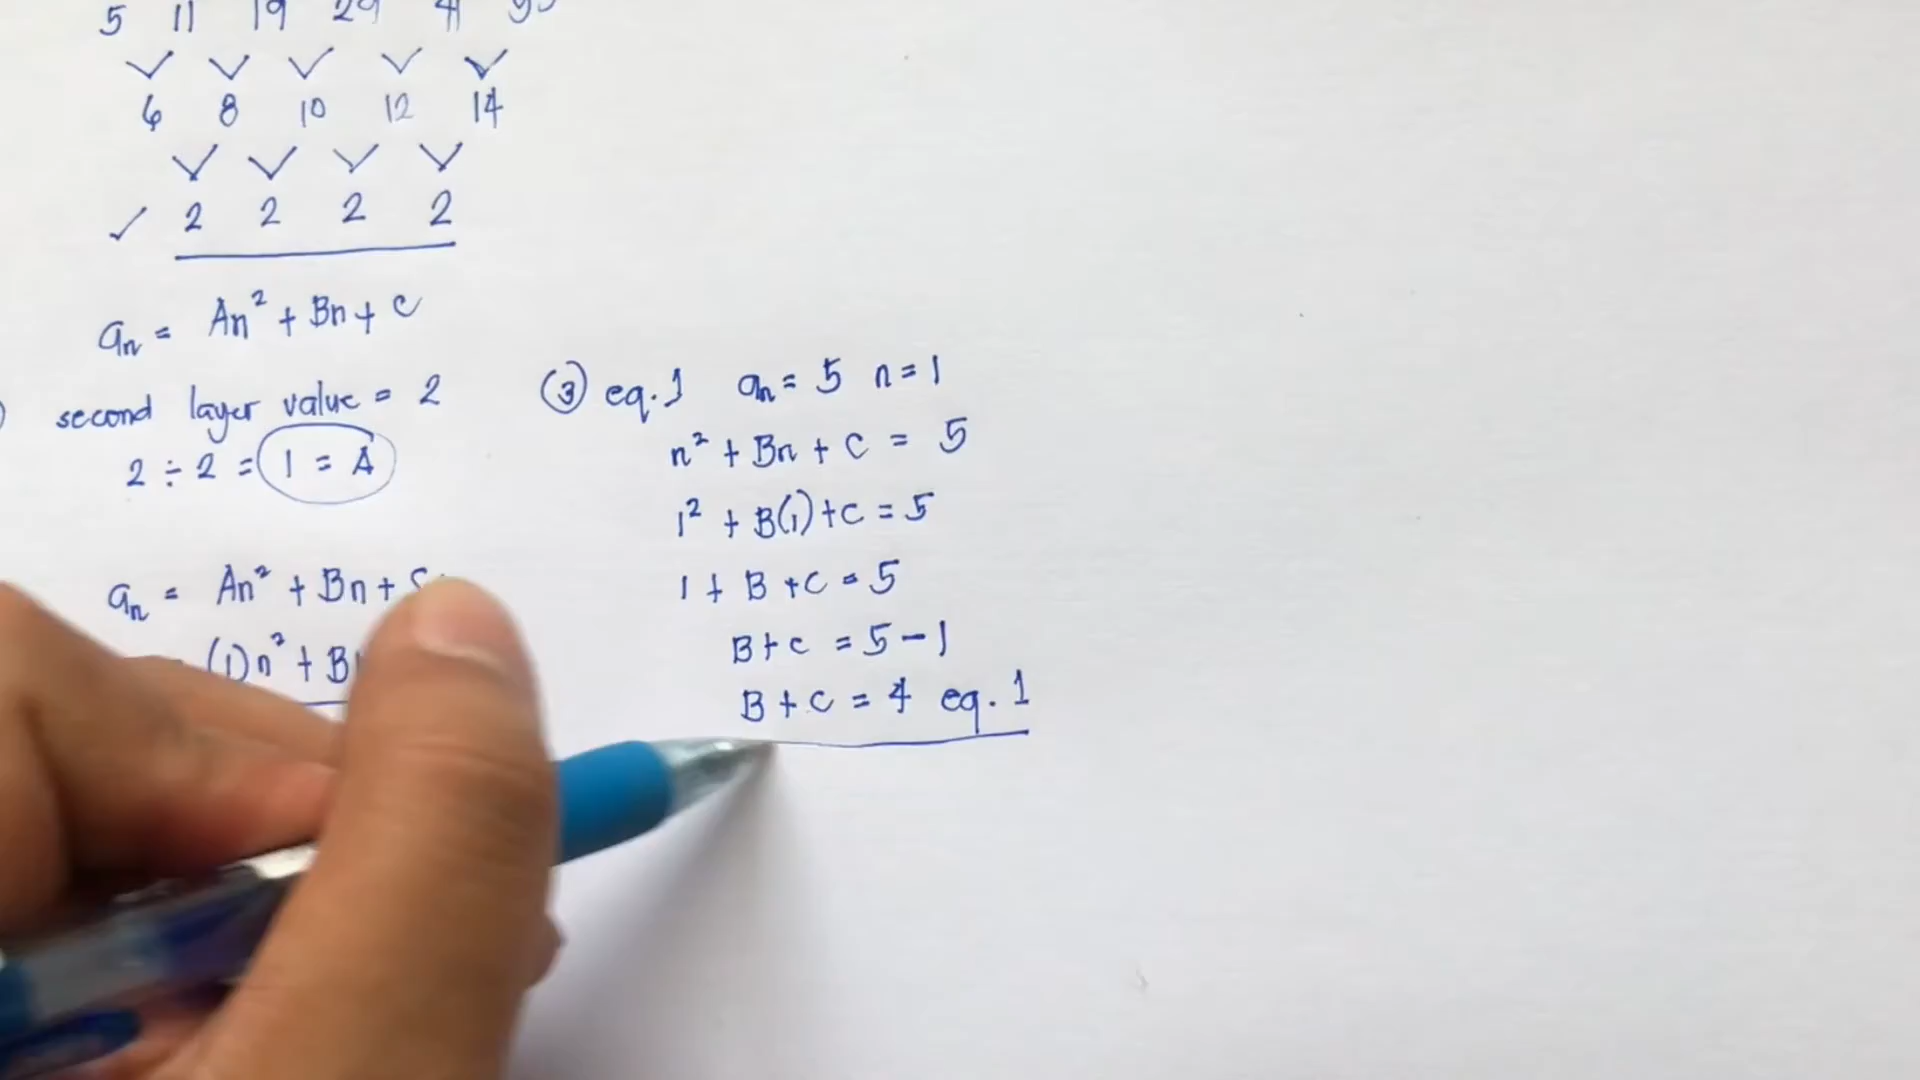 5 11 19 29 41
6 8 10 12 14
✓ 2 2 2 2
aₙ = An² + Bn + C
second layer value = 2
2 ÷ 2 = 1 = A
aₙ = An² + Bn +
(1)n² + B
③ eq. 1 aₙ = 5 n = 1
n² + Bn + C = 5
1² + B(1) + C = 5
1 + B + C = 5
B + C = 5 - 1
B + C = 4 eq. 1